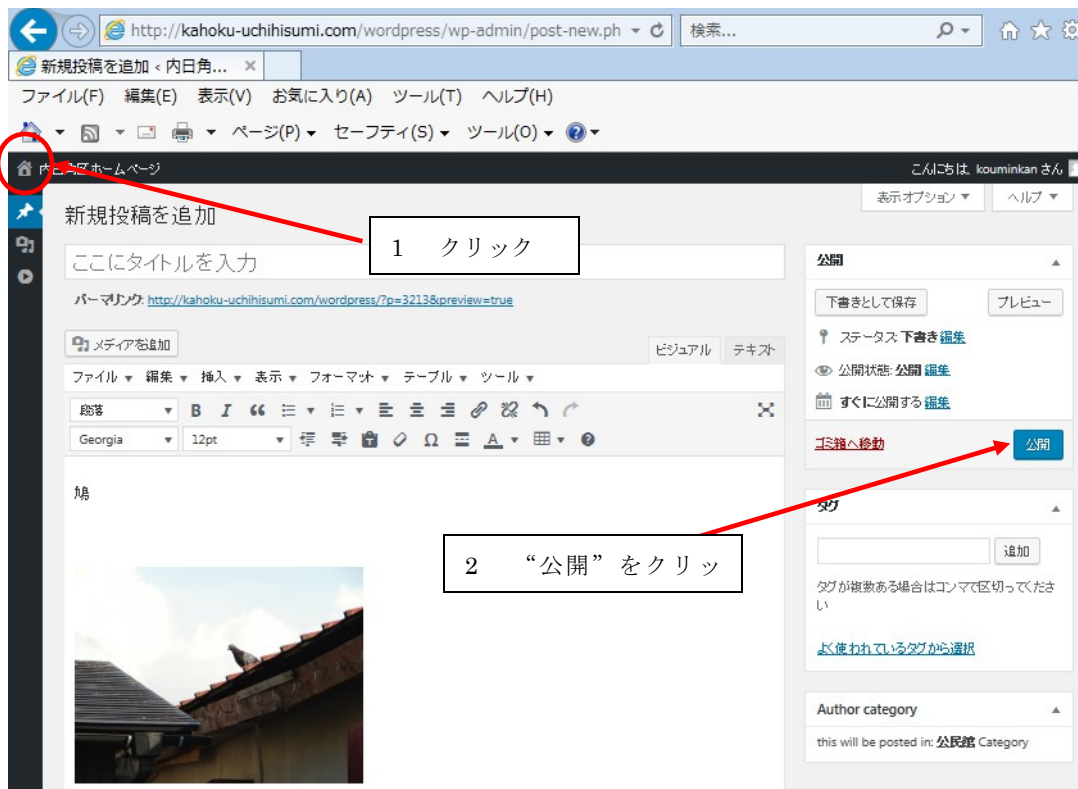 http://kahoku-uchihisumi.com/wordpress/wp-admin/post-new.ph
検索...
新規投稿を追加 ‹ 内日角...
ファイル(F) 編集(E) 表示(V) お気に入り(A) ツール(T) ヘルプ(H)
ページ(P) セーフティ(S) ツール(O)
内日角区ホームページ
こんにちは、kouminkan さん
表示オプション ヘルプ
新規投稿を追加
1 クリック
ここにタイトルを入力
パーマリンク: http://kahoku-uchihisumi.com/wordpress/?p=3213&preview=true
メディアを追加
ビジュアル テキスト
ファイル 編集 挿入 表示 フォーマット テーブル ツール
段落 B I
Georgia 12pt Ω A
鳩
2 “公開”をクリッ
公開
下書きとして保存 プレビュー
ステータス: 下書き 編集
公開状態: 公開 編集
すぐに公開する 編集
ゴミ箱へ移動 公開
タグ
追加
タグが複数ある場合はコンマで区切ってくださ
い
よく使われているタグから選択
Author category
this will be posted in: 公民館 Category